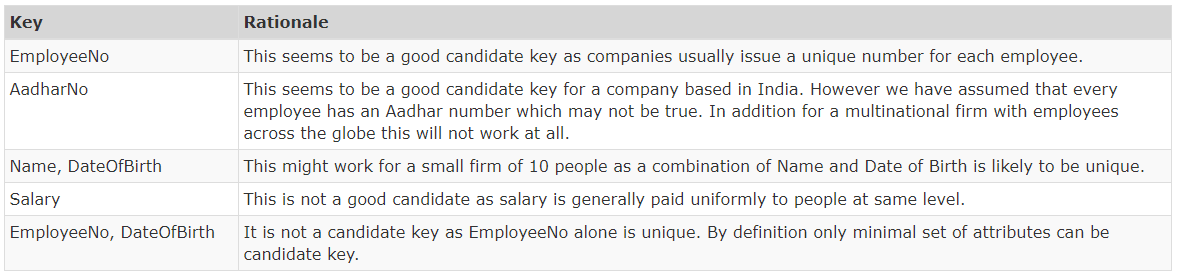 Key Rationale
EmployeeNo This seems to be a good candidate key as companies usually issue a unique number for each employee.
AadharNo This seems to be a good candidate key for a company based in India. However we have assumed that every
employee has an Aadhar number which may not be true. In addition for a multinational firm with employees
across the globe this will not work at all.
Name, DateOfBirth This might work for a small firm of 10 people as a combination of Name and Date of Birth is likely to be unique.
Salary This is not a good candidate as salary is generally paid uniformly to people at same level.
EmployeeNo, DateOfBirth It is not a candidate key as EmployeeNo alone is unique. By definition only minimal set of attributes can be
candidate key.